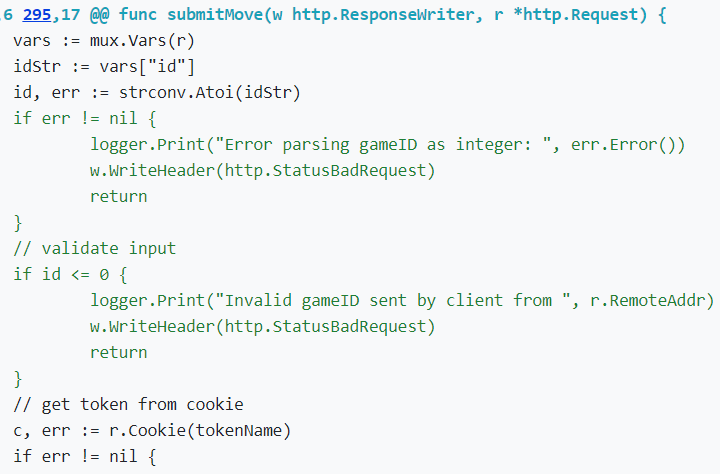 .6 295,17 @@ func submitMove(w http.ResponseWriter, r *http.Request) {
vars := mux.Vars(r)
idStr := vars["id"]
id, err := strconv.Atoi(idStr)
if err != nil {
logger.Print("Error parsing gameID as integer: ", err.Error())
w.WriteHeader(http.StatusBadRequest)
return
}
// validate input
if id <= 0 {
logger.Print("Invalid gameID sent by client from ", r.RemoteAddr)
w.WriteHeader(http.StatusBadRequest)
return
}
// get token from cookie
c, err := r.Cookie(tokenName)
if err != nil {